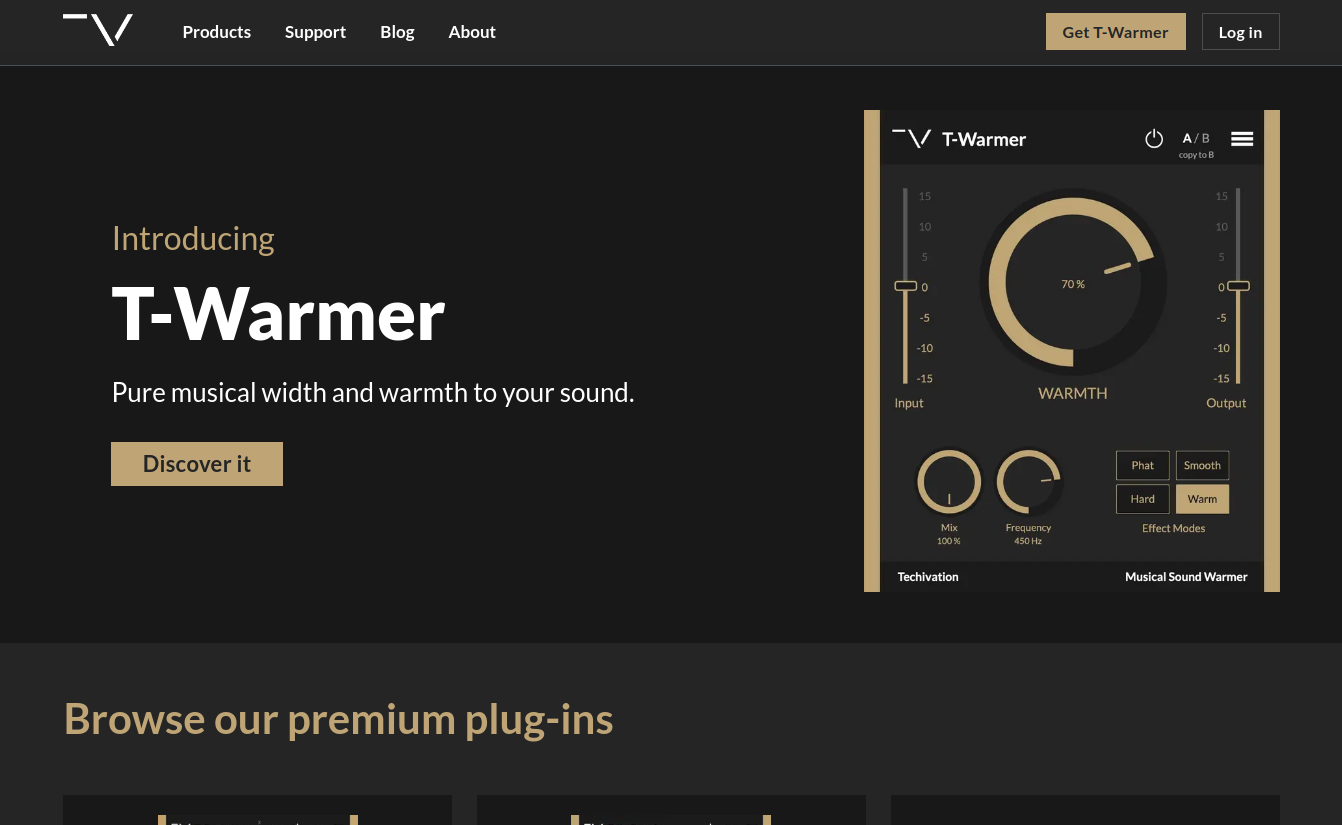 Products Support Blog About Get T-Warmer Log in
Introducing
T-Warmer
Pure musical width and warmth to your sound.
Discover it
T-Warmer A / B
copy to B
15 15
10 10
5 5
0 0
70 %
-5 -5
-10 -10
-15 -15
WARMTH
Input Output
Phat Smooth
Hard Warm
Mix Frequency Effect Modes
100 % 450 Hz
Techivation Musical Sound Warmer
Browse our premium plug-ins